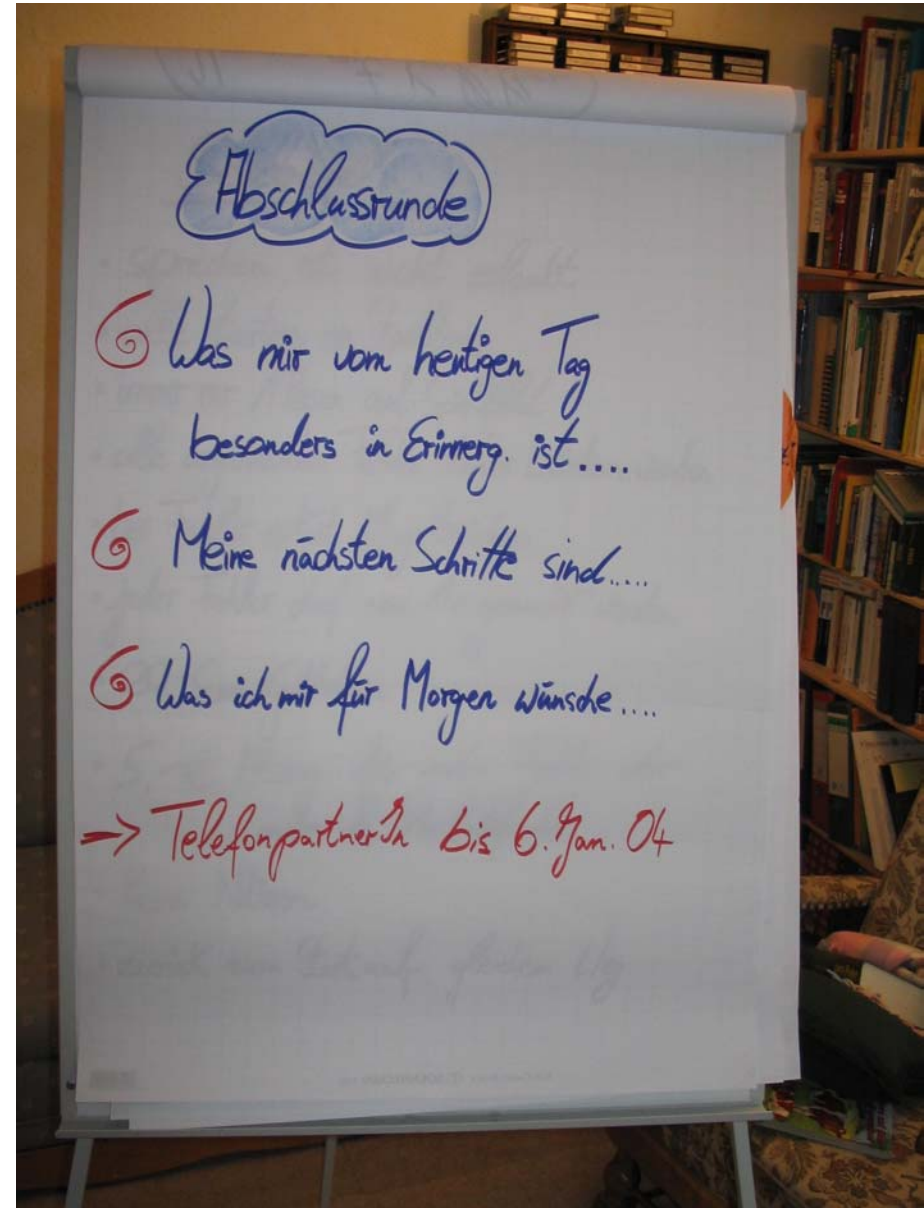 Abschlussrunde
Was mir vom heutigen Tag
besonders in Erinnerg. ist....
Meine nächsten Schritte sind.....
Was ich mir für Morgen wünsche....
=> TelefonpartnerIn bis 6. Jan. 04